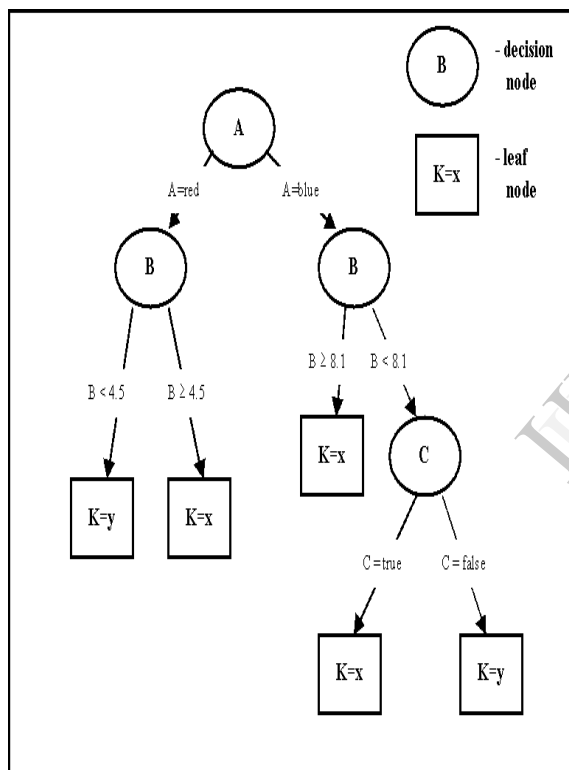 B
- decision
node
A
K=x
- leaf
node
A=red
A=blue
B
B
B ≥ 8.1
B < 8.1
B < 4.5
B ≥ 4.5
K=x
C
K=y
K=x
C = true
C = false
K=x
K=y